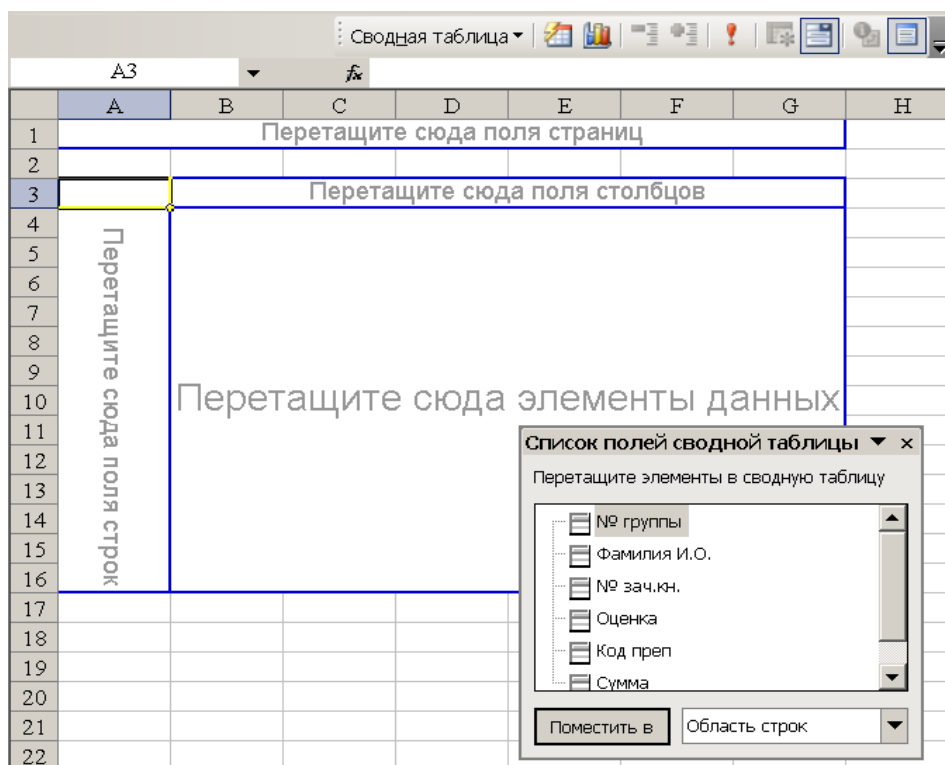 Сводная таблица
A3
fx
A B C D E F G H
1 Перетащите сюда поля страниц
2
3 Перетащите сюда поля столбцов
4
5
6
7
8
9
10
11
12
13
14
15
16
17
18
19
20
21
22
Перетащите сюда поля строк
Перетащите сюда элементы данных
Список полей сводной таблицы
Перетащите элементы в сводную таблицу
№ группы
Фамилия И.О.
№ зач.кн.
Оценка
Код преп
Сумма
Поместить в Область строк